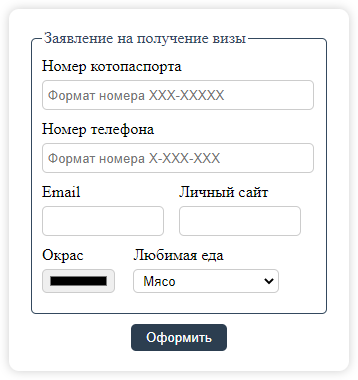 Заявление на получение визы
Номер котопаспорта
Формат номера XXX-XXXXX
Номер телефона
Формат номера X-XXX-XXX
Email Личный сайт
Окрас Любимая еда
Мясо
Оформить